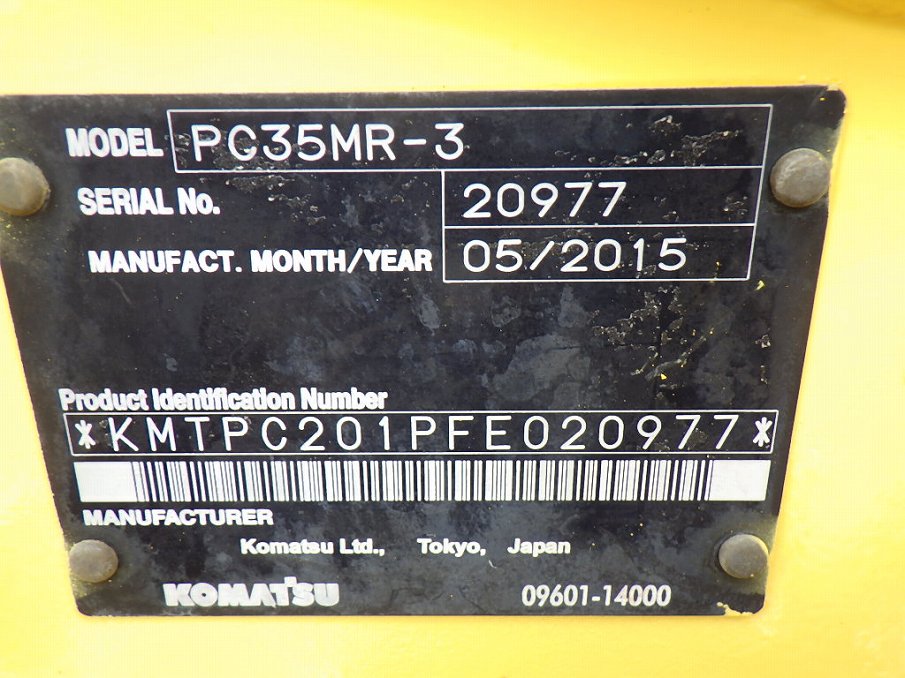 MODEL PC35MR-3
SERIAL No. 20977
MANUFACT. MONTH/YEAR 05/2015
Product Identification Number
*KMTPC201PFE020977*
MANUFACTURER
Komatsu Ltd., Tokyo, Japan
KOMATSU 09601-14000